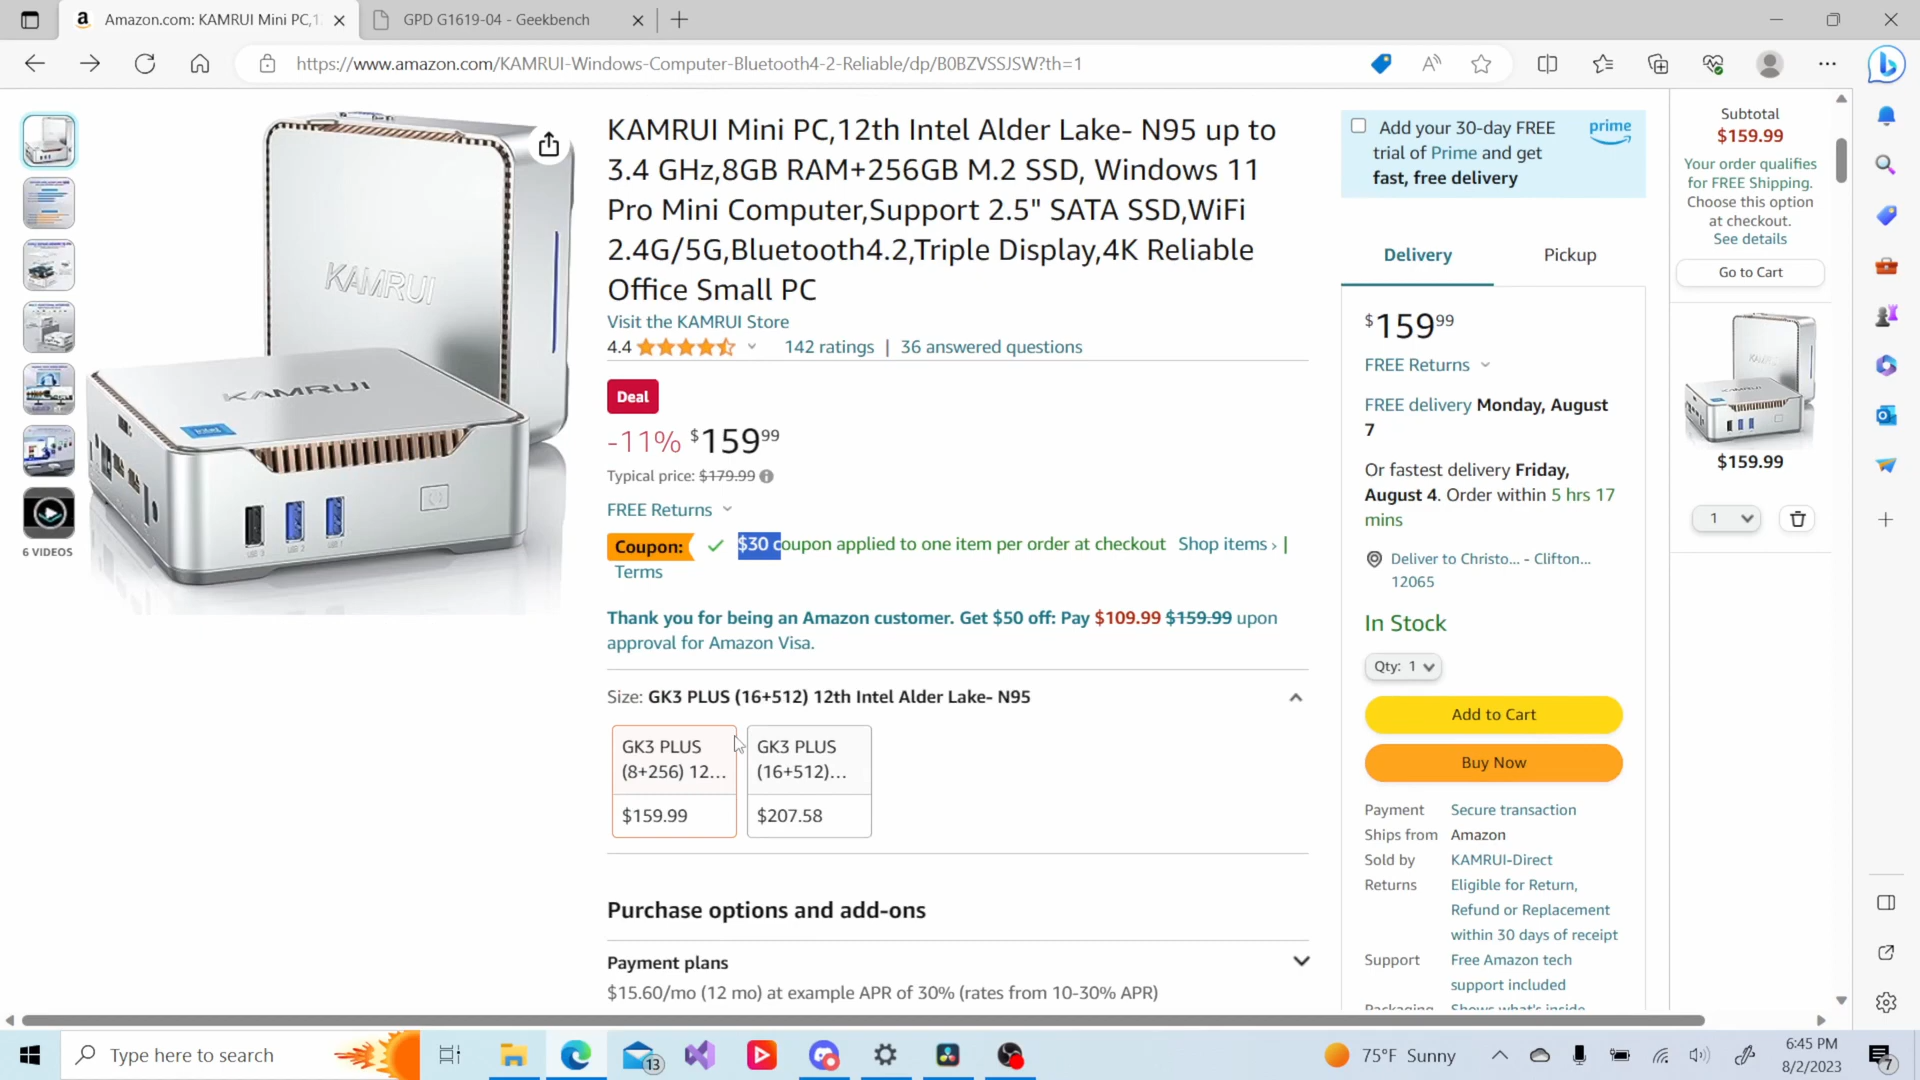 Amazon.com: KAMRUI Mini PC,1
GPD G1619-04 - Geekbench
https://www.amazon.com/KAMRUI-Windows-Computer-Bluetooth4-2-Reliable/dp/B0BZVSSJSW?th=1
6 VIDEOS
KAMRUI
KAMRUI
KAMRUI Mini PC,12th Intel Alder Lake- N95 up to
3.4 GHz,8GB RAM+256GB M.2 SSD, Windows 11
Pro Mini Computer,Support 2.5" SATA SSD,WiFi
2.4G/5G,Bluetooth4.2,Triple Display,4K Reliable
Office Small PC
Visit the KAMRUI Store
4.4
142 ratings | 36 answered questions
Deal
-11% $159.99
Typical price: $179.99
FREE Returns
Coupon: $30 coupon applied to one item per order at checkout Shop items › |
Terms
Thank you for being an Amazon customer. Get $50 off: Pay $109.99 $159.99 upon
approval for Amazon Visa.
Size: GK3 PLUS (16+512) 12th Intel Alder Lake- N95
GK3 PLUS
(8+256) 12...
$159.99
GK3 PLUS
(16+512)...
$207.58
Purchase options and add-ons
Payment plans
$15.60/mo (12 mo) at example APR of 30% (rates from 10-30% APR)
Add your 30-day FREE
trial of Prime and get
fast, free delivery
prime
Delivery
Pickup
$159.99
FREE Returns
FREE delivery Monday, August
7
Or fastest delivery Friday,
August 4. Order within 5 hrs 17
mins
Deliver to Christo... - Clifton...
12065
In Stock
Qty: 1
Add to Cart
Buy Now
Payment Secure transaction
Ships from Amazon
Sold by KAMRUI-Direct
Returns Eligible for Return,
Refund or Replacement
within 30 days of receipt
Support Free Amazon tech
support included
Packaging Shows what's inside
Subtotal
$159.99
Your order qualifies
for FREE Shipping.
Choose this option
at checkout.
See details
Go to Cart
$159.99
1
Type here to search
13
75°F Sunny
6:45 PM
8/2/2023
7